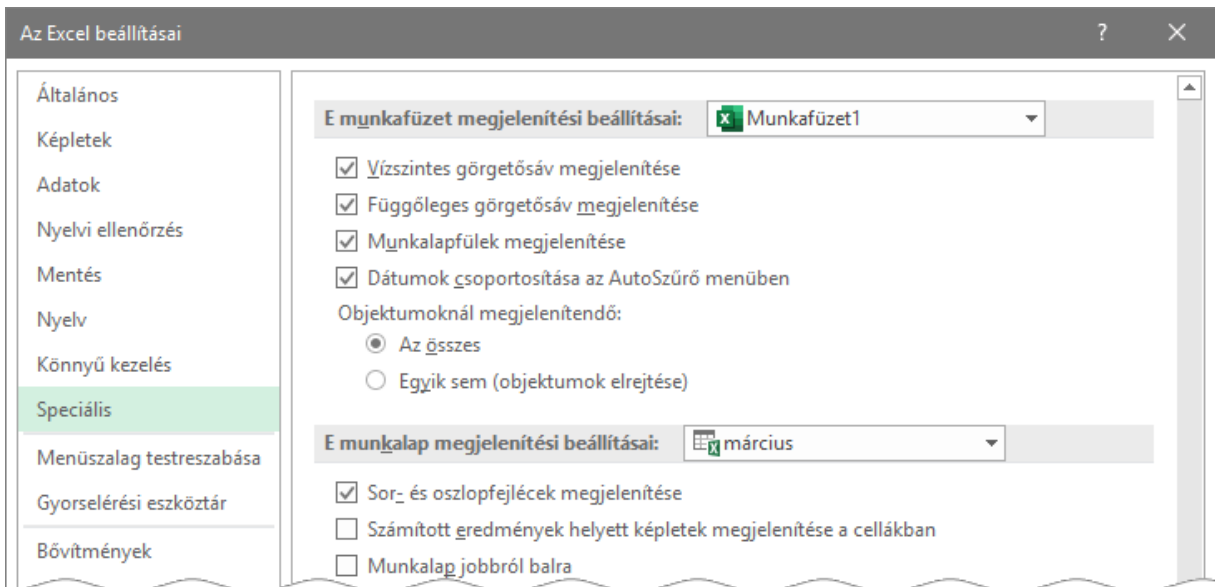 Az Excel beállításai ?
Általános
Képletek
Adatok
Nyelvi ellenőrzés
Mentés
Nyelv
Könnyű kezelés
Speciális
Menüszalag testreszabása
Gyorselérési eszköztár
Bővítmények
E munkafüzet megjelenítési beállításai: Munkafüzet1
Vízszintes görgetősáv megjelenítése
Függőleges görgetősáv megjelenítése
Munkalapfülek megjelenítése
Dátumok csoportosítása az AutoSzűrő menüben
Objektumoknál megjelenítendő:
Az összes
Egyik sem (objektumok elrejtése)
E munkalap megjelenítési beállításai: március
Sor- és oszlopfejlécek megjelenítése
Számított eredmények helyett képletek megjelenítése a cellákban
Munkalap jobbról balra